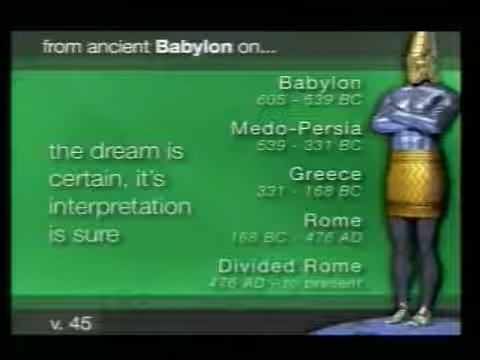 from ancient Babylon on...
Babylon
605 - 539 BC
Medo-Persia
539 - 331 BC
the dream is
certain, it's
interpretation
is sure
Greece
331 - 168 BC
Rome
168 BC - 476 AD
Divided Rome
476 AD - to present
v. 45